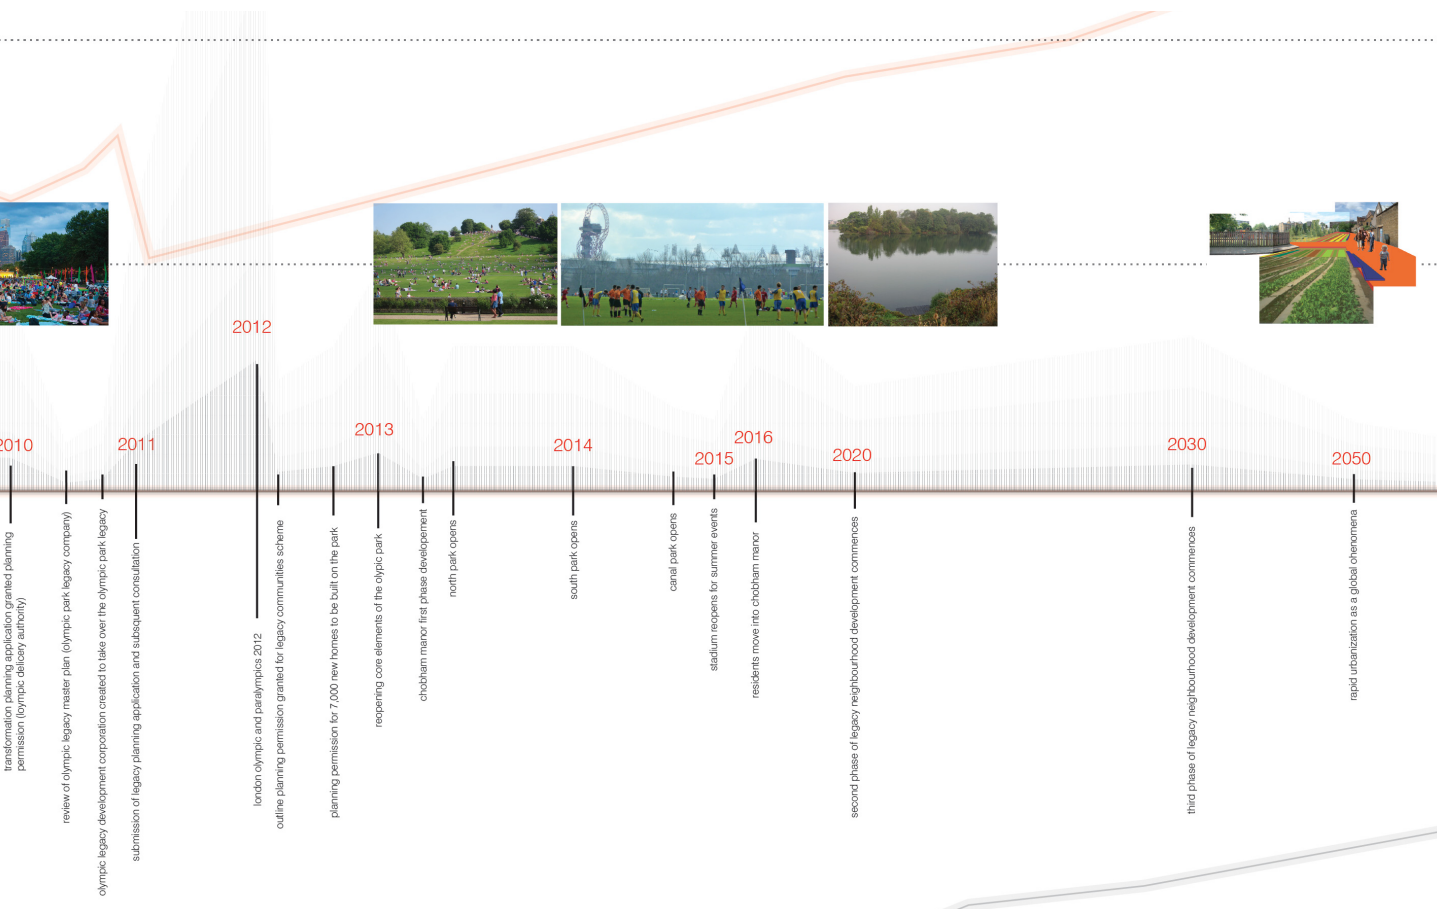 2010
2011
2012
2013
2014
2015
2016
2020
2030
2050
transformation planning application granted planning
permission (loympic delicery authority)
review of olympic legacy master plan (olympic park legacy company)
olympic legacy development corporation created to take over the olympic park legacy
submission of legacy planning application and subsquent consultation
london olympic and paralympics 2012
outline planning permission granted for legacy communities scheme
planning permission for 7,000 new homes to be built on the park
reopening core elements of the olypic park
chobham manor first phase developement
north park opens
south park opens
canal park opens
stadium reopens for summer events
residents move into chobham manor
second phase of legacy neighbourhood development commences
third phase of legacy neighbourhood development commences
rapid urbanization as a global ohenomena